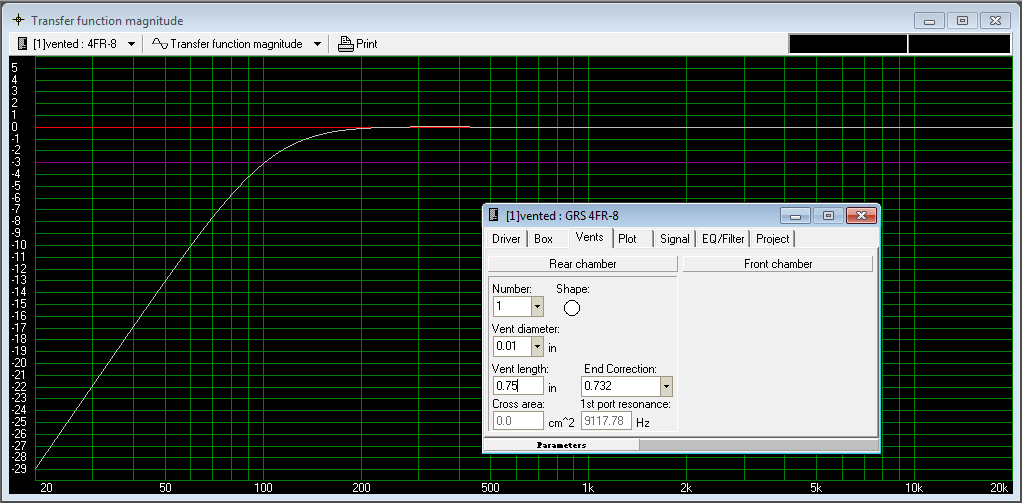 Transfer function magnitude
[1]vented : 4FR-8 Transfer function magnitude Print
5
4
3
2
1
0
-1
-2
-3
-4
-5
-6
-7
-8
-9
-10
-11
-12
-13
-14
-15
-16
-17
-18
-19
-20
-21
-22
-23
-24
-25
-26
-27
-28
-29
20 50 100 200 500 1k 2k 5k 10k 20k
[1]vented : GRS 4FR-8
Driver Box Vents Plot Signal EQ/Filter Project
Rear chamber Front chamber
Number: Shape:
1
Vent diameter:
0.01 in
Vent length: End Correction:
0.75 in 0.732
Cross area: 1st port resonance:
0.0 cm^2 9117.78 Hz
Parameters